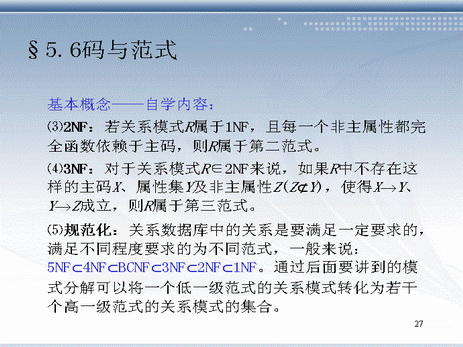 §5.6码与范式
基本概念——自学内容：
⑶2NF：若关系模式R属于1NF，且每一个非主属性都完
全函数依赖于主码，则R属于第二范式。
⑷3NF：对于关系模式R∈2NF来说，如果R中不存在这
样的主码X、属性集Y及非主属性Z(Z⊄Y)，使得X→Y、
Y→Z成立，则R属于第三范式。
⑸规范化：关系数据库中的关系是要满足一定要求的，
满足不同程度要求的为不同范式，一般来说：
5NF⊂4NF⊂BCNF⊂3NF⊂2NF⊂1NF。通过后面要讲到的模
式分解可以将一个低一级范式的关系模式转化为若干
个高一级范式的关系模式的集合。
27